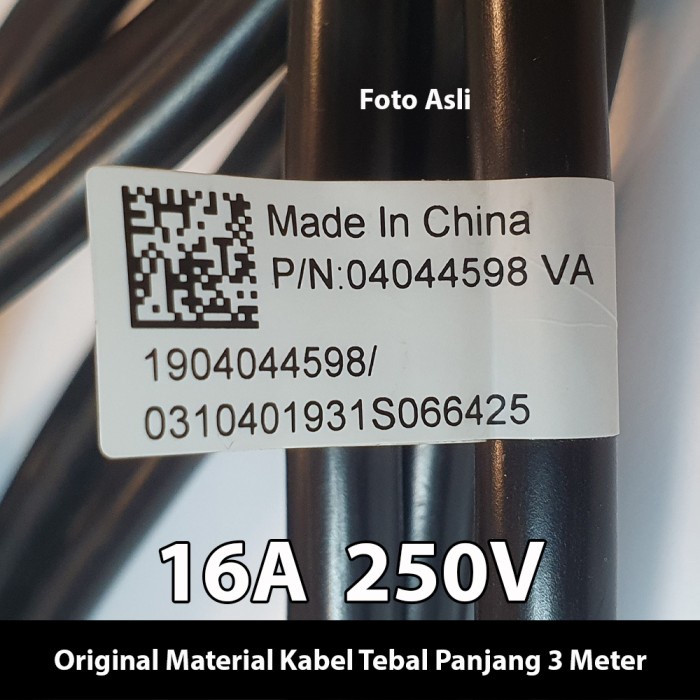 Foto Asli
Made In China
P/N:04044598 VA
1904044598/
0310401931S066425
16A 250V
Original Material Kabel Tebal Panjang 3 Meter